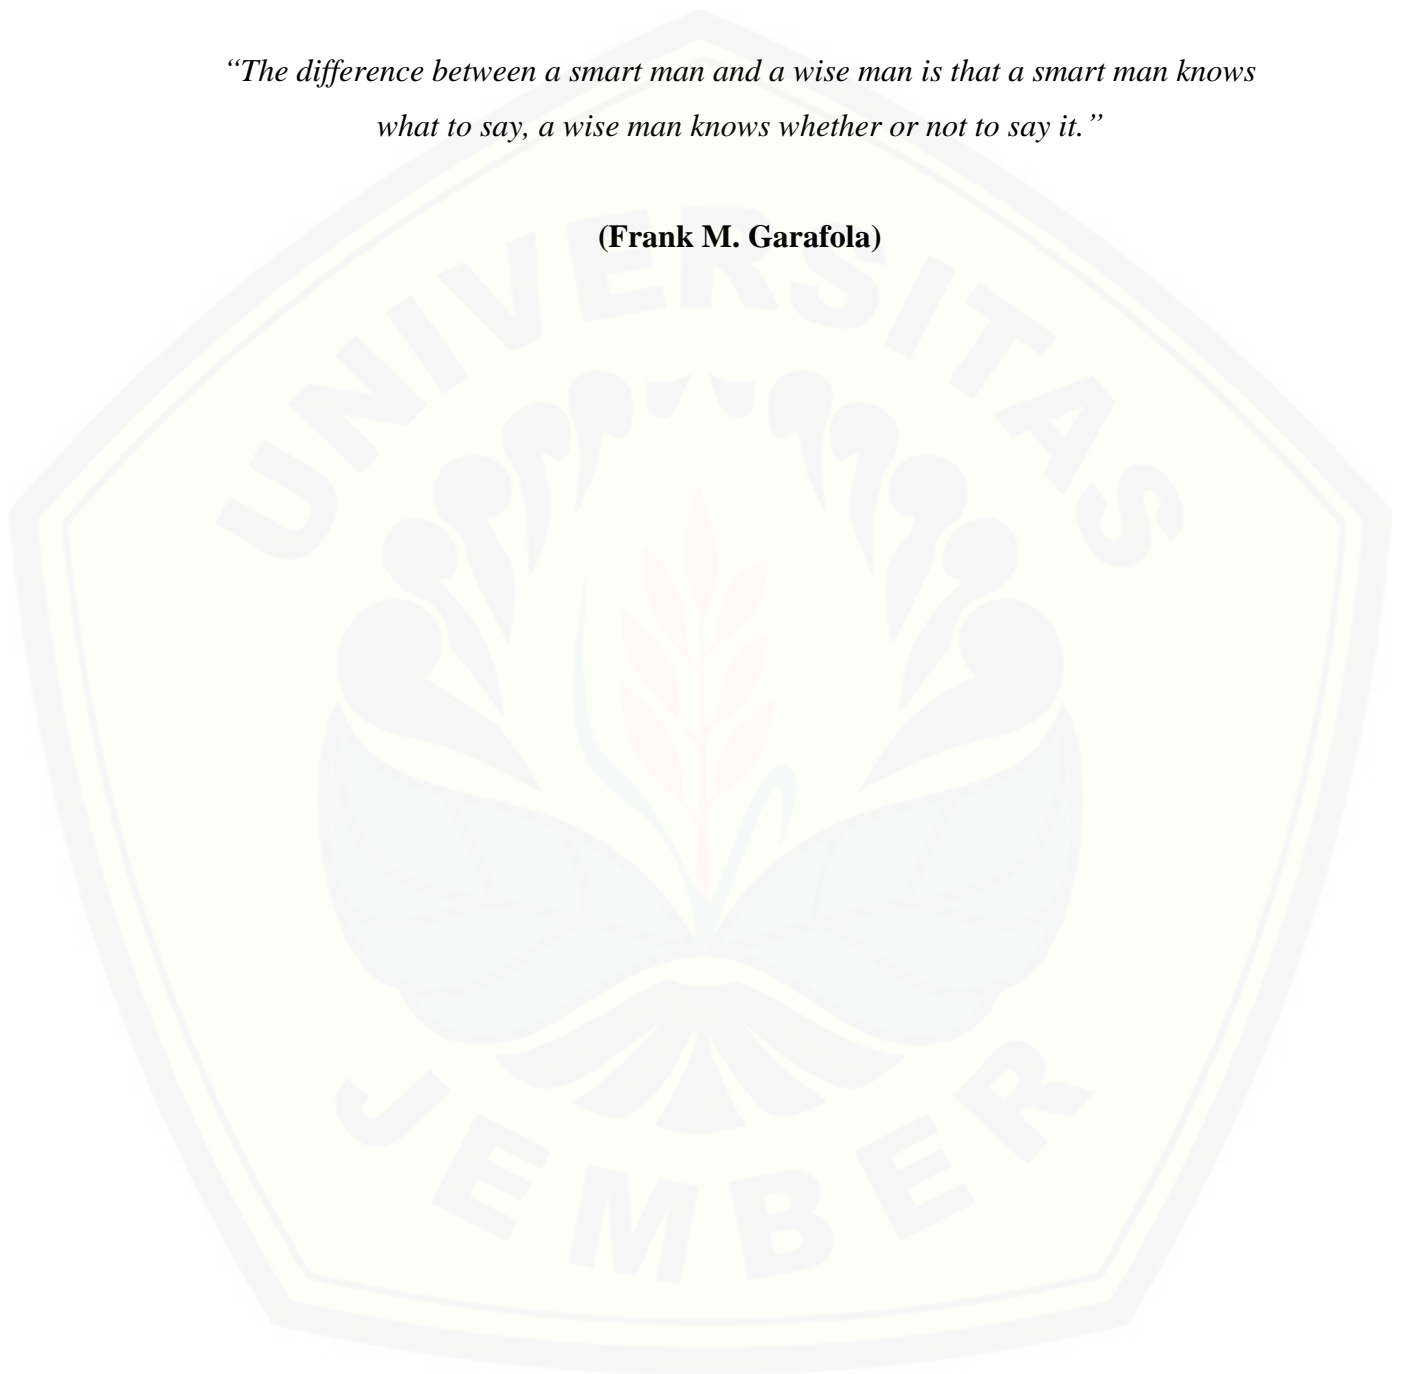 “The difference between a smart man and a wise man is that a smart man knows
what to say, a wise man knows whether or not to say it.”
(Frank M. Garafola)
UNIVERSITAS
JEMBER